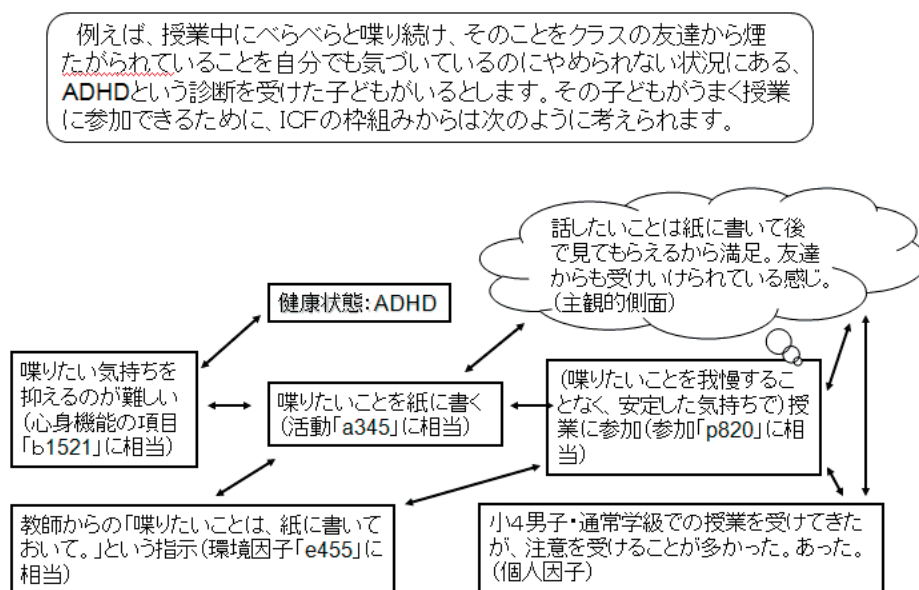 例えば、授業中にべらべらと喋り続け、そのことをクラスの友達から煙
たがられていることを自分でも気づいているのにやめられない状況にある、
ADHDという診断を受けた子どもがいるとします。その子どもがうまく授業
に参加できるために、ICFの枠組みからは次のように考えられます。
話したいことは紙に書いて後
で見てもらえるから満足。友達
からも受けいけられている感じ。
(主観的側面)
健康状態:ADHD
喋りたい気持ちを
抑えるのが難しい
(心身機能の項目
「b1521」に相当)
喋りたいことを紙に書く
(活動「a345」に相当)
(喋りたいことを我慢するこ
となく、安定した気持ちで)授
業に参加(参加「p820」に相
当)
教師からの「喋りたいことは、紙に書いて
おいて。」という指示(環境因子「e455」に
相当)
小4男子・通常学級での授業を受けてきた
が、注意を受けることが多かった。あった。
(個人因子)